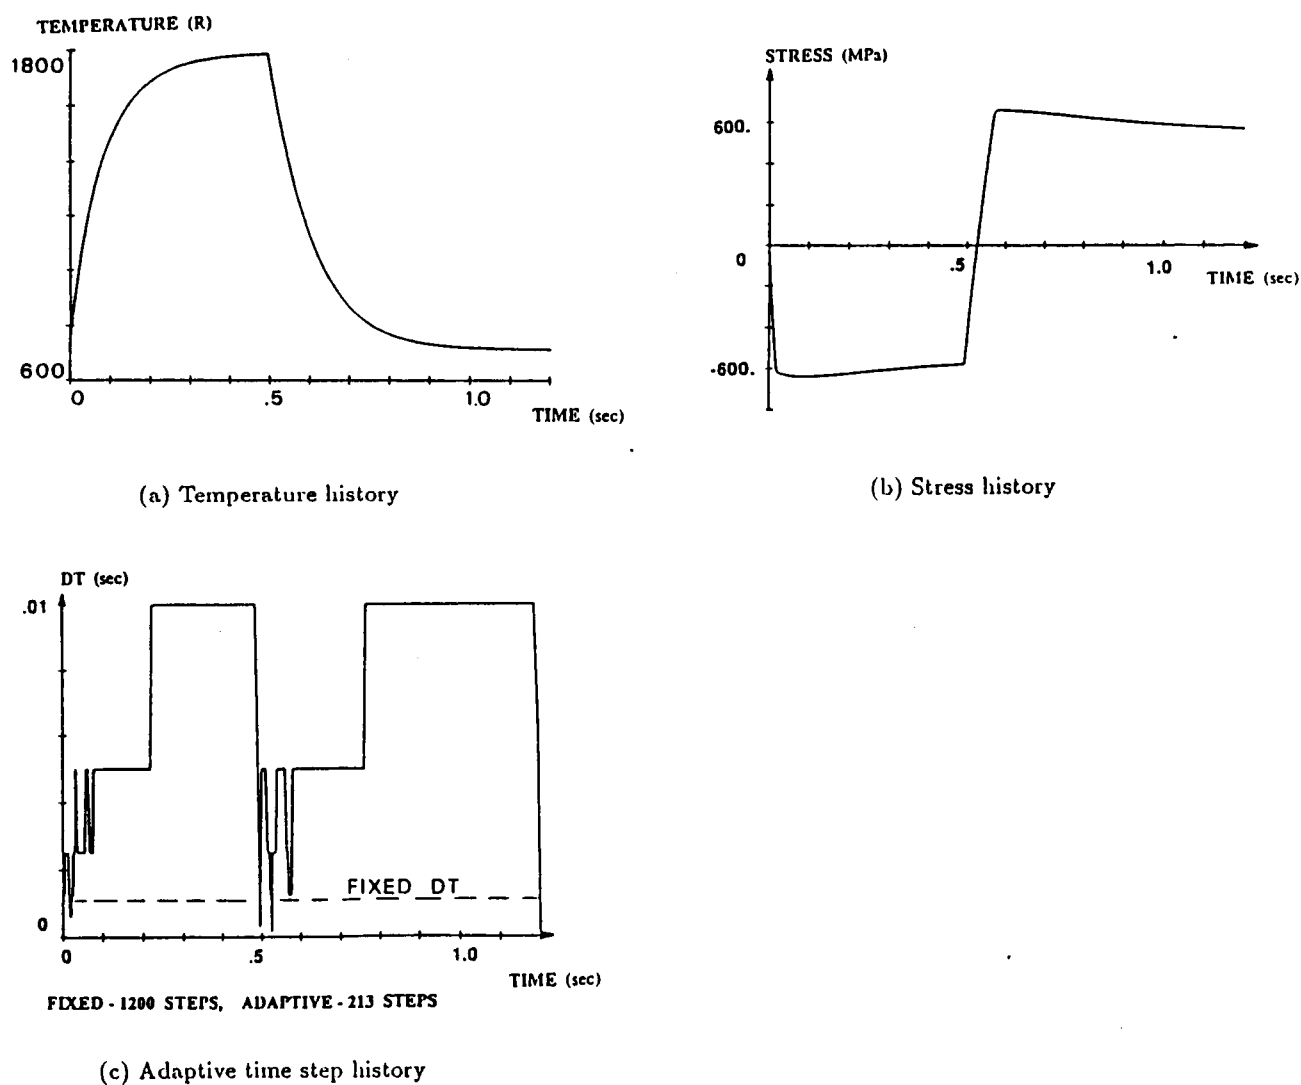 TEMPERATURE (R)
1800
600
0
.5
1.0
TIME (sec)
(a) Temperature history
STRESS (MPa)
600.
0
.5
1.0
TIME (sec)
-600.
(b) Stress history
DT (sec)
.01
FIXED DT
0
0
.5
1.0
TIME (sec)
FIXED - 1200 STEPS, ADAPTIVE - 213 STEPS
(c) Adaptive time step history